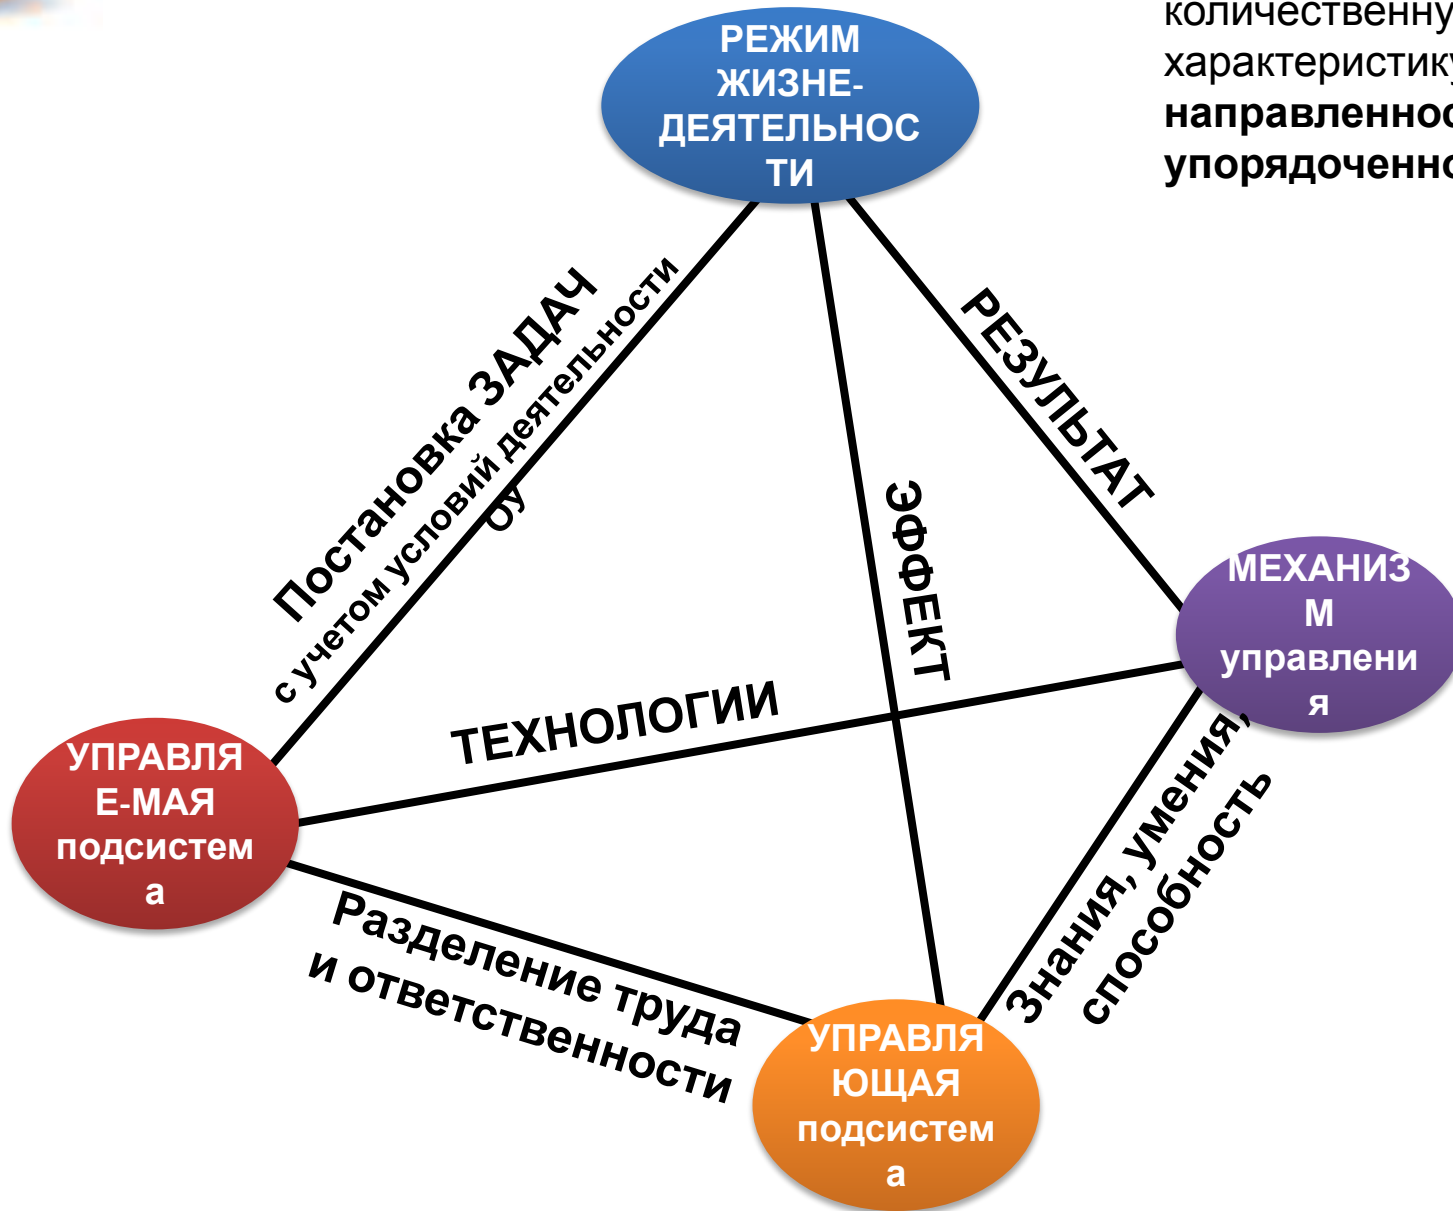 количественну
характеристику
направленнос
упорядоченно
РЕЖИМ
ЖИЗНЕ-
ДЕЯТЕЛЬНОС
ТИ
Постановка ЗАДАЧ
с учетом условий деятельности
ОУ
РЕЗУЛЬТАТ
ЭФФЕКТ
МЕХАНИЗ
М
управлени
я
ТЕХНОЛОГИИ
УПРАВЛЯ
Е-МАЯ
подсистем
а
Знания, умения,
способность
Разделение труда
и ответственности
УПРАВЛЯ
ЮЩАЯ
подсистем
а